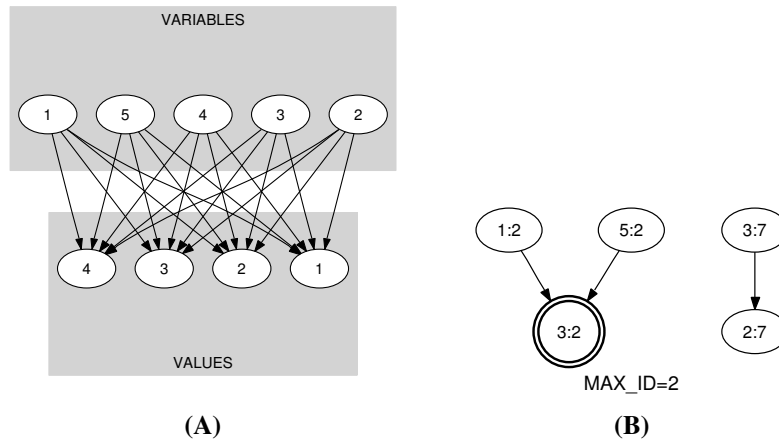 VARIABLES
1 5 4 3 2
4 3 2 1
VALUES
(A)
1:2 5:2 3:7
3:2 2:7
MAX_ID=2
(B)